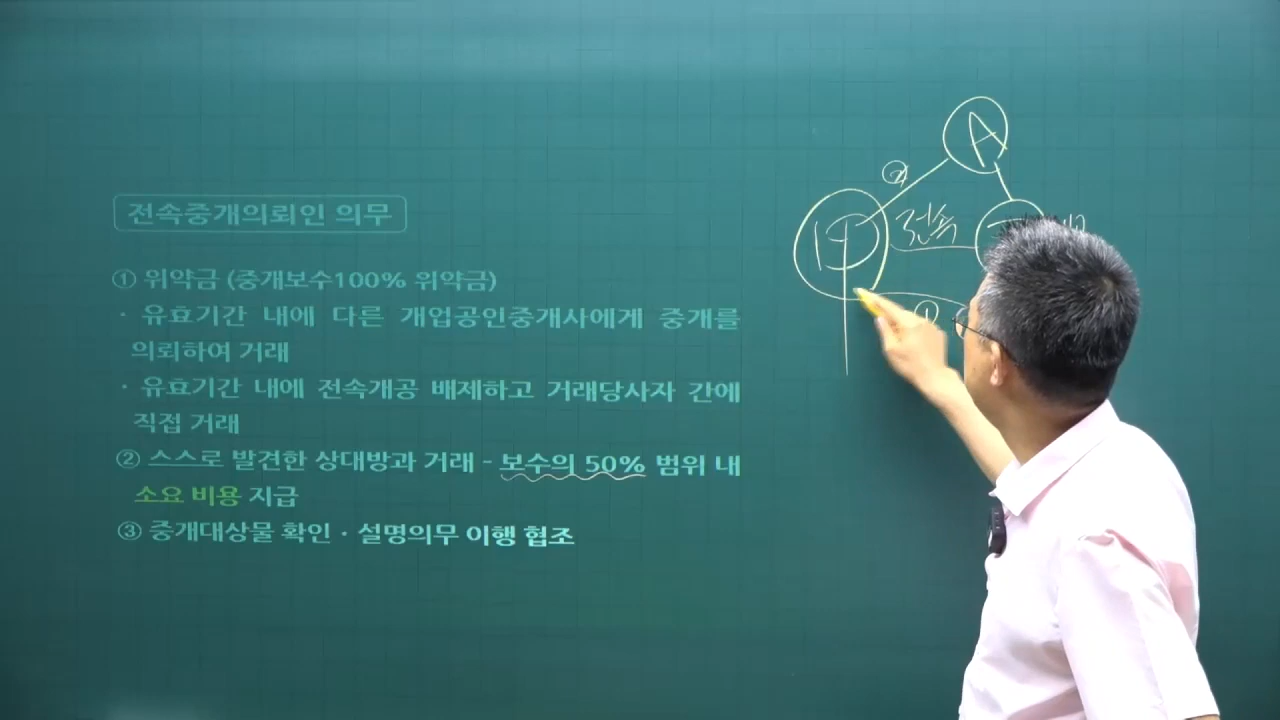 전속중개의뢰인 의무
① 위약금 (중개보수100% 위약금)
· 유효기간 내에 다른 개업공인중개사에게 중개를
의뢰하여 거래
· 유효기간 내에 전속개공 배제하고 거래당사자 간에
직접 거래
② 스스로 발견한 상대방과 거래 - 보수의 50% 범위 내
소요 비용 지급
③ 중개대상물 확인 · 설명의무 이행 협조
A
②
甲 전속
①